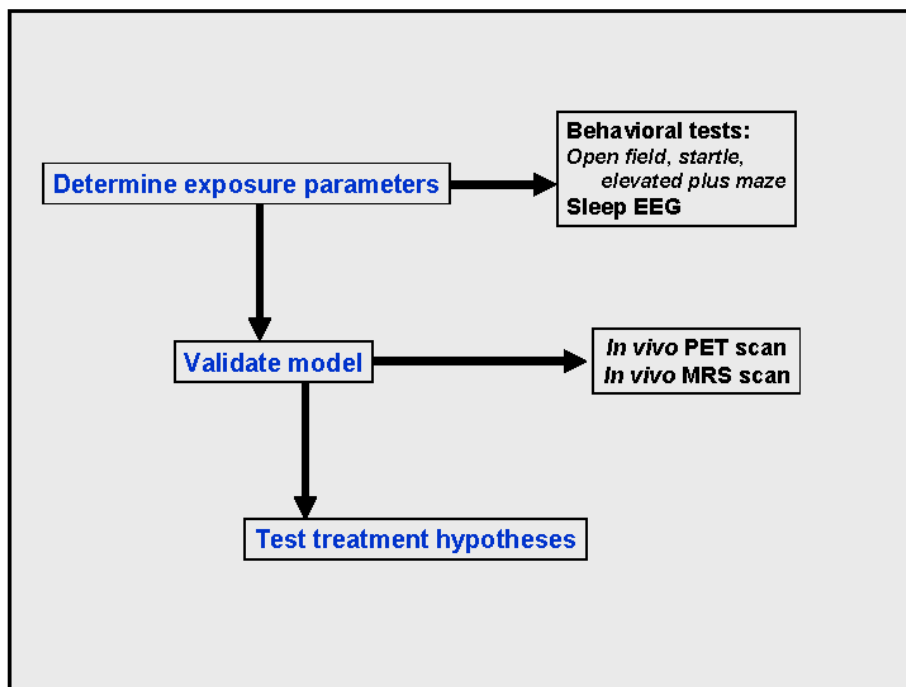 Behavioral tests:
Open field, startle,
elevated plus maze
Sleep EEG
Determine exposure parameters
Validate model
In vivo PET scan
In vivo MRS scan
Test treatment hypotheses